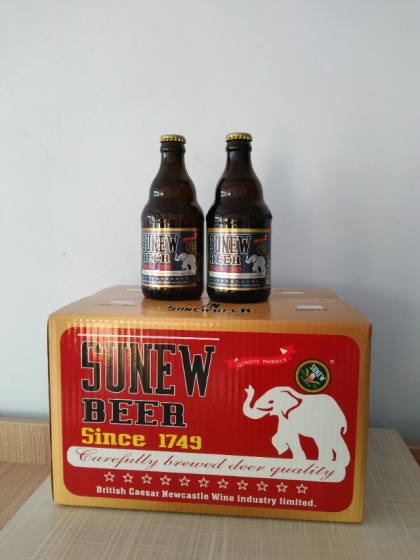 SUNEW
BEER
SUNEW
BEER
SUNEWBEER
SUNEW
BEER
Since 1749
QUALITY PRODUCT
SUNEW
®
Carefully brewed deer quality
British Caesar Newcastle Wine Industry limited.